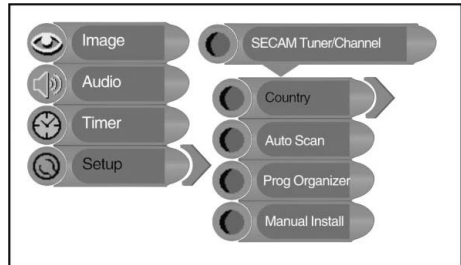 Image
Audio
Timer
Setup
SECAM Tuner/Channel
Country
Auto Scan
Prog Organizer
Manual Install